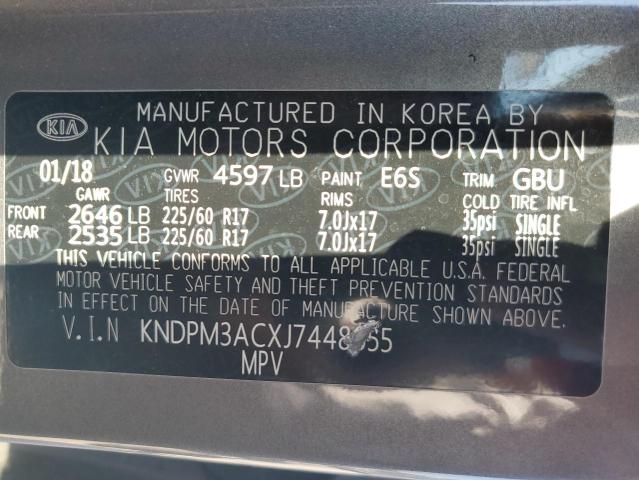 MANUFACTURED IN KOREA BY
KIA KIA MOTORS CORPORATION
01/18 GVWR 4597 LB PAINT E6S TRIM GBU
GAWR TIRES RIMS COLD TIRE INFL
FRONT 2646 LB 225/60 R17 7.0Jx17 35psi SINGLE
REAR 2535 LB 225/60 R17 7.0Jx17 35psi SINGLE
THIS VEHICLE CONFORMS TO ALL APPLICABLE U.S.A. FEDERAL
MOTOR VEHICLE SAFETY AND THEFT PREVENTION STANDARDS
IN EFFECT ON THE DATE OF MANUFACTURE SHOWN ABOVE.
V.I.N
MPV